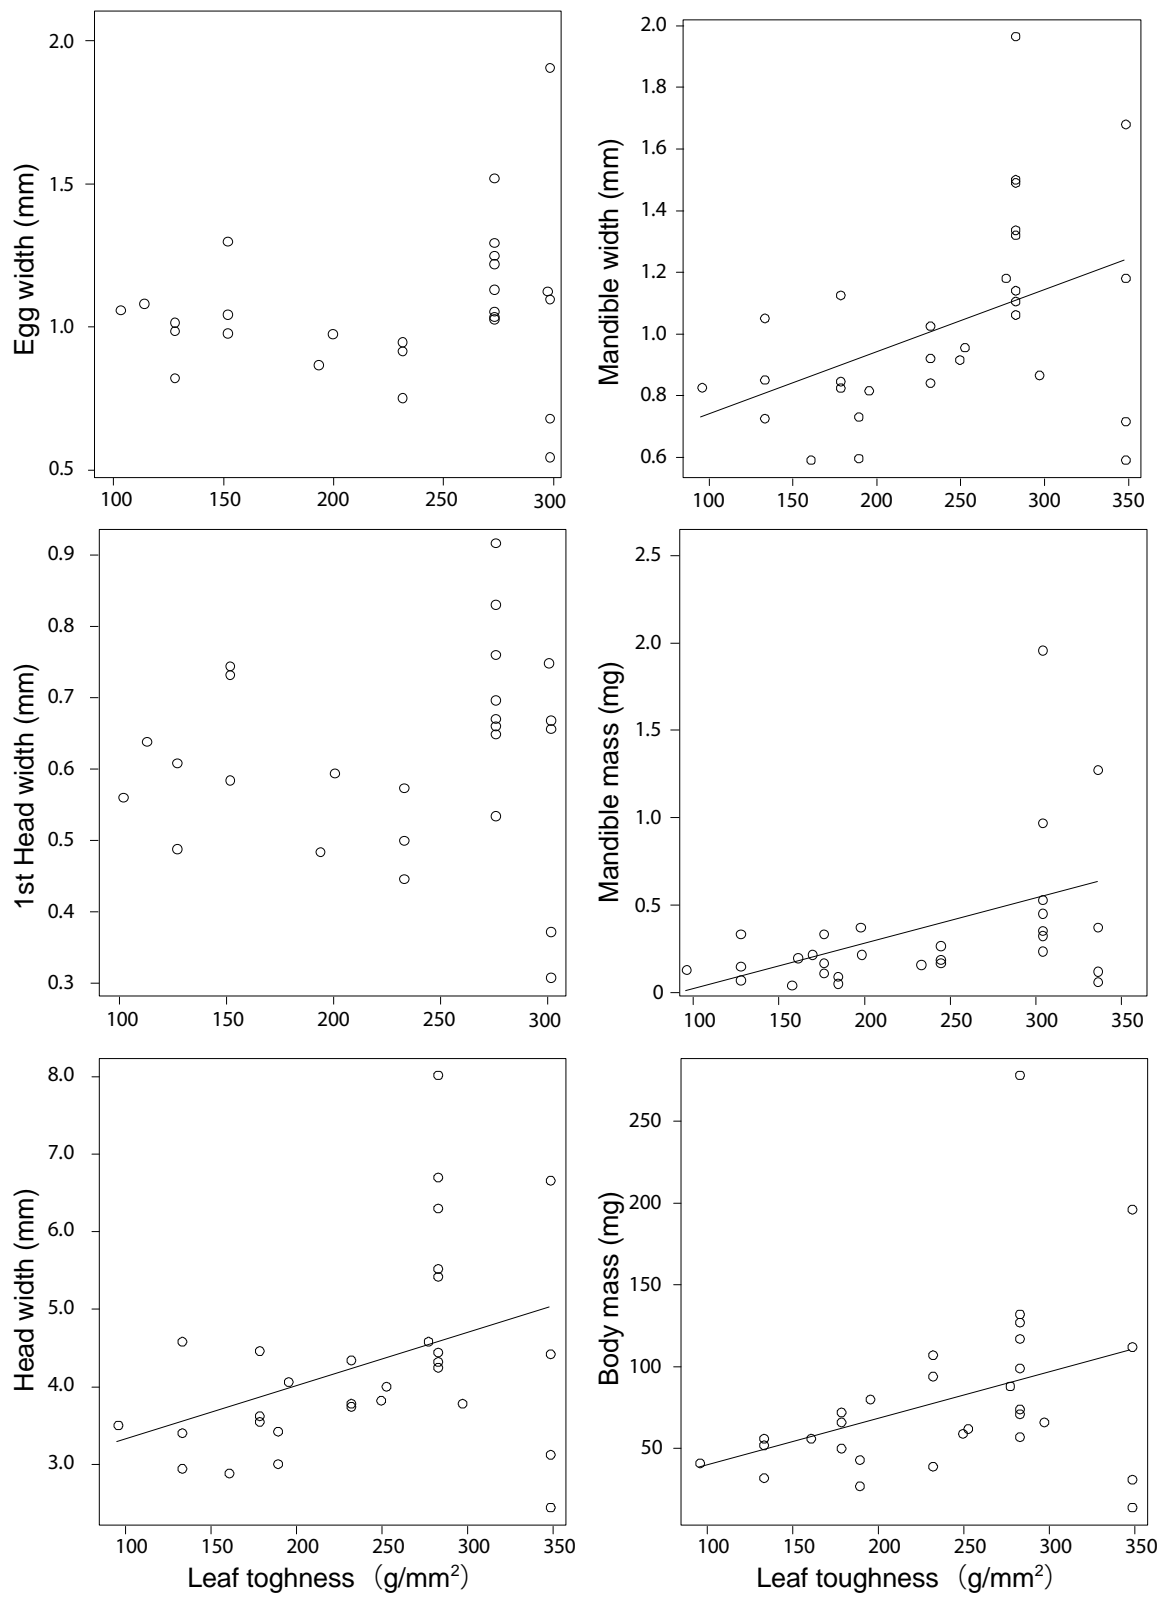 Egg width (mm)
2.0
1.5
1.0
0.5
100 150 200 250 300
Mandible width (mm)
2.0
1.8
1.6
1.4
1.2
1.0
0.8
0.6
100 150 200 250 300 350
1st Head width (mm)
0.9
0.8
0.7
0.6
0.5
0.4
0.3
100 150 200 250 300
Mandible mass (mg)
2.5
2.0
1.5
1.0
0.5
0
100 150 200 250 300 350
Head width (mm)
8.0
7.0
6.0
5.0
4.0
3.0
100 150 200 250 300 350
Leaf toghness （g/mm²）
Body mass (mg)
250
200
150
100
50
100 150 200 250 300 350
Leaf toughness （g/mm²）